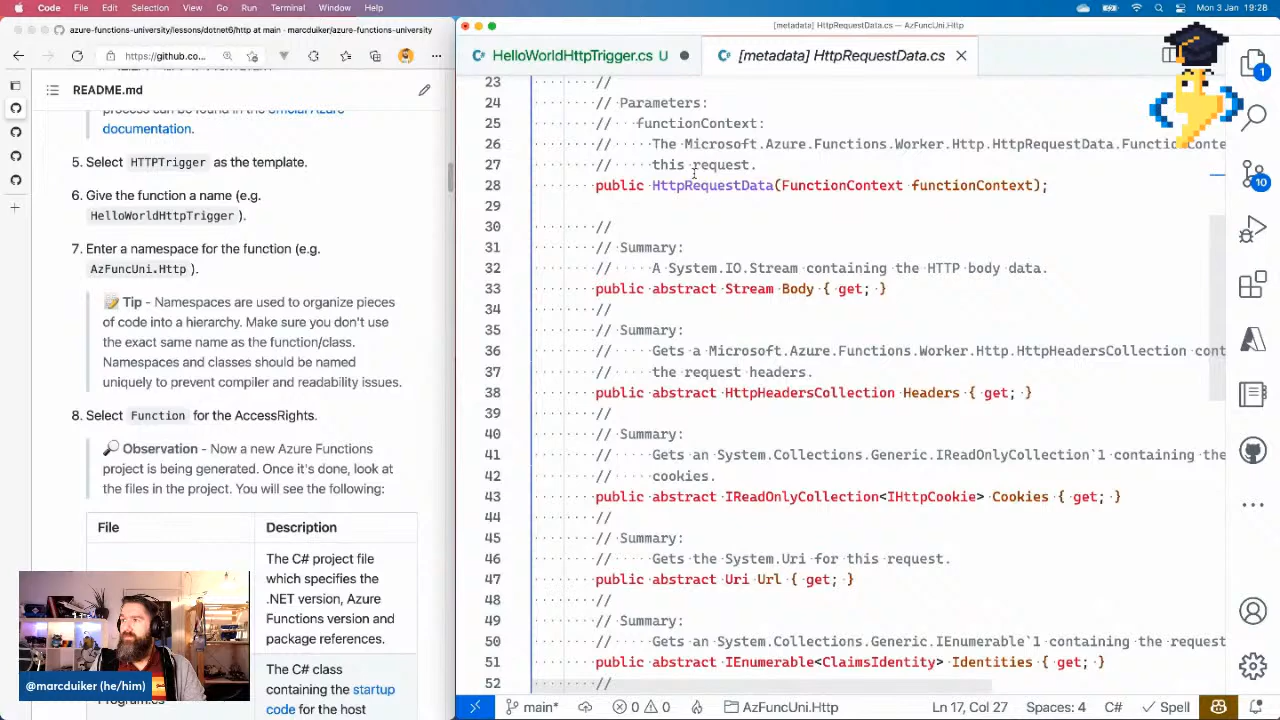 Mon 3 Jan 19:28
azure-functions-university/lessons/dotnet6/http at main · marcduiker/azure-functions-university
[metadata] HttpRequestData.cs — AzFuncUni.Http
https://github.co...
HelloWorldHttpTrigger.cs U
[metadata] HttpRequestData.cs
README.md
documentation.
5. Select HTTPTrigger as the template.
6. Give the function a name (e.g.
HelloWorldHttpTrigger ).
7. Enter a namespace for the function (e.g.
AzFuncUni.Http ).
Tip - Namespaces are used to organize pieces
of code into a hierarchy. Make sure you don't use
the exact same name as the function/class.
Namespaces and classes should be named
uniquely to prevent compiler and readability issues.
8. Select Function for the AccessRights.
Observation - Now a new Azure Functions
project is being generated. Once it's done, look at
the files in the project. You will see the following:
File Description
The C# project file
which specifies the
.NET version, Azure
Functions version and
package references.
The C# class
containing the startup
code for the host
@marcduiker (he/him)
23 //
24 // Parameters:
25 // functionContext:
26 // The Microsoft.Azure.Functions.Worker.Http.HttpRequestData.FunctionConte
27 // this request.
28 public HttpRequestData(FunctionContext functionContext);
29
30 //
31 // Summary:
32 // A System.IO.Stream containing the HTTP body data.
33 public abstract Stream Body { get; }
34 //
35 // Summary:
36 // Gets a Microsoft.Azure.Functions.Worker.Http.HttpHeadersCollection cont
37 // the request headers.
38 public abstract HttpHeadersCollection Headers { get; }
39 //
40 // Summary:
41 // Gets an System.Collections.Generic.IReadOnlyCollection`1 containing the
42 // cookies.
43 public abstract IReadOnlyCollection<IHttpCookie> Cookies { get; }
44 //
45 // Summary:
46 // Gets the System.Uri for this request.
47 public abstract Uri Url { get; }
48 //
49 // Summary:
50 // Gets an System.Collections.Generic.IEnumerable`1 containing the request
51 public abstract IEnumerable<ClaimsIdentity> Identities { get; }
52 //
1
10
main* 0 0 AzFuncUni.Http Ln 17, Col 27 Spaces: 4 C# Spell